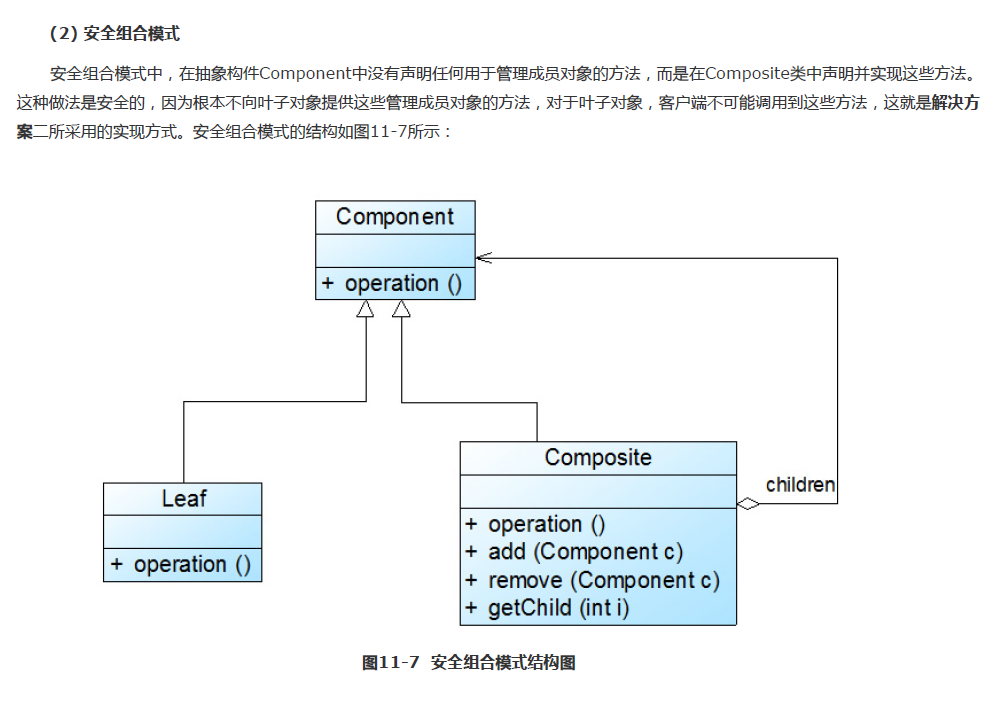 (2) 安全组合模式
安全组合模式中，在抽象构件Component中没有声明任何用于管理成员对象的方法，而是在Composite类中声明并实现这些方法。
这种做法是安全的，因为根本不向叶子对象提供这些管理成员对象的方法，对于叶子对象，客户端不可能调用到这些方法，这就是解决方
案二所采用的实现方式。安全组合模式的结构如图11-7所示：
Component
+ operation ()
Leaf
+ operation ()
Composite
+ operation ()
+ add (Component c)
+ remove (Component c)
+ getChild (int i)
children
图11-7 安全组合模式结构图